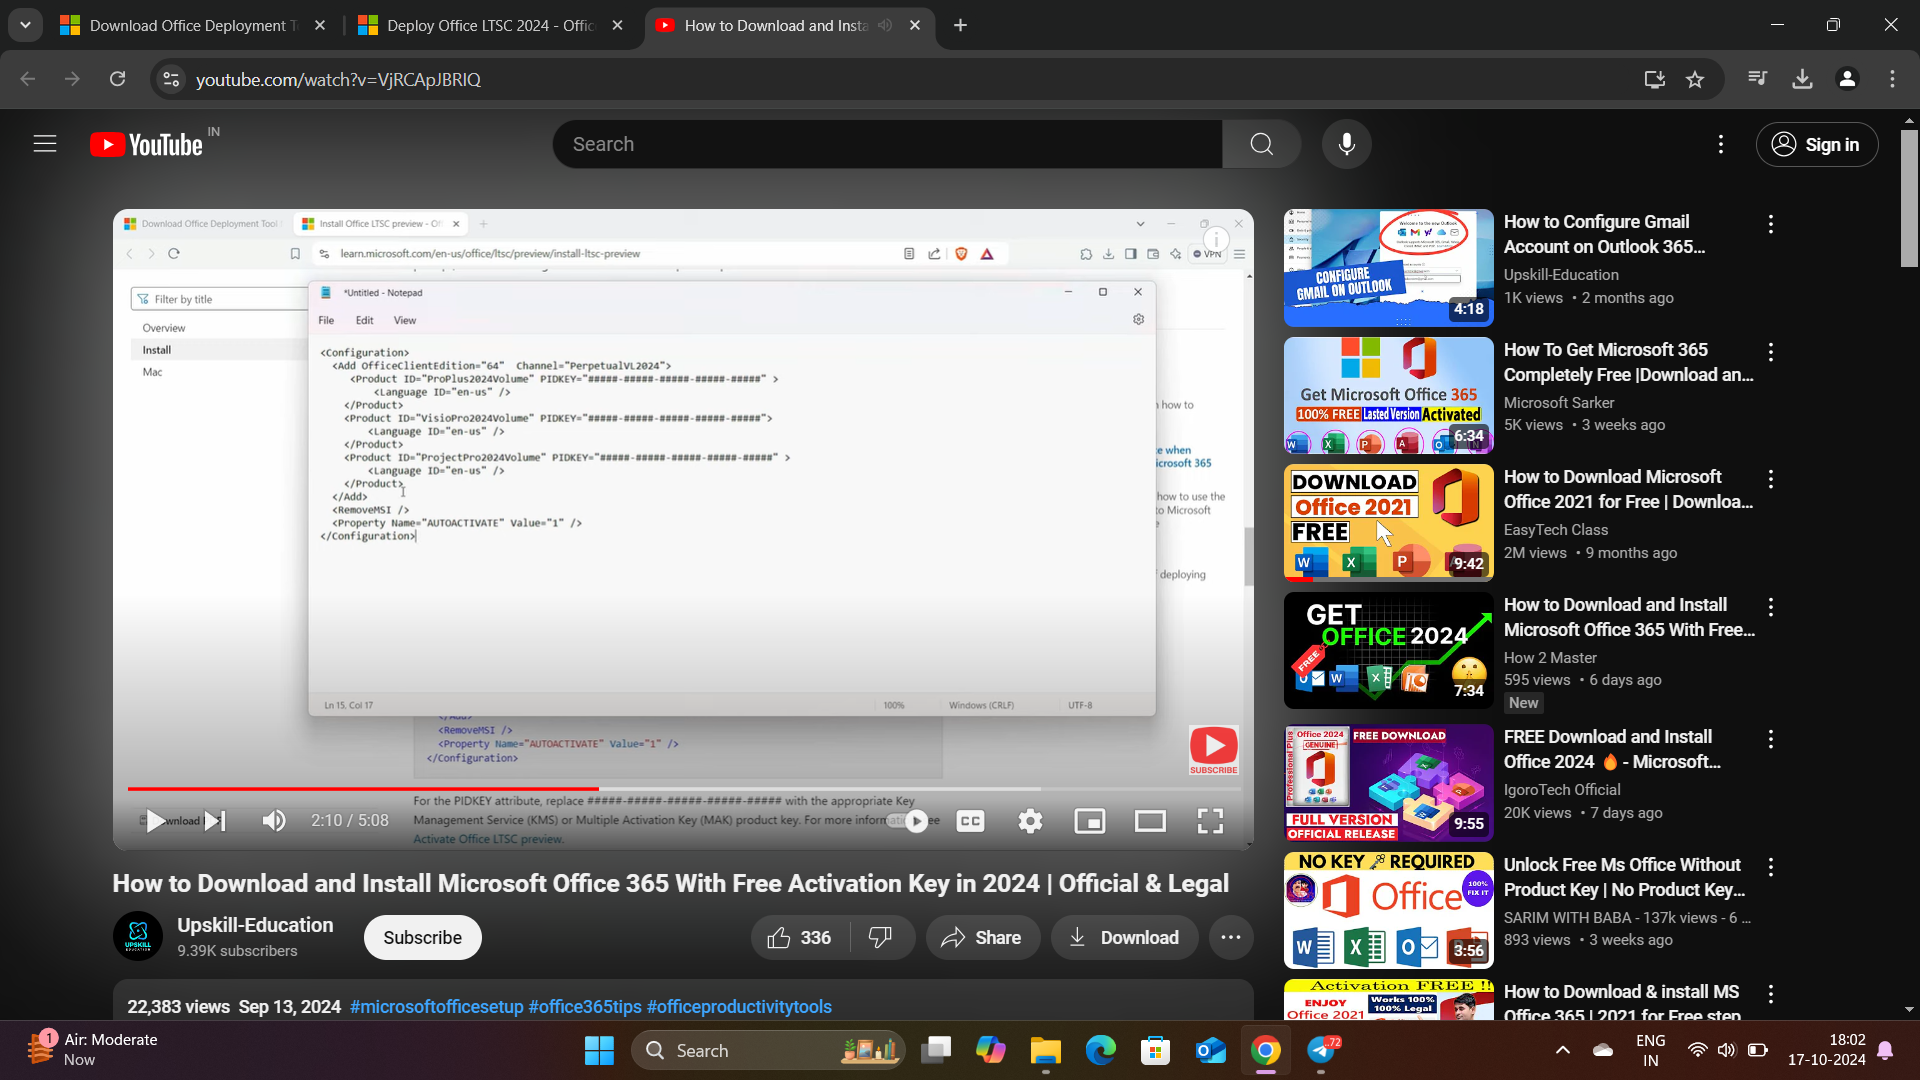 Download Office Deployment T
Deploy Office LTSC 2024 - Offic
How to Download and Insta
youtube.com/watch?v=VjRCApJBRIQ
YouTube
IN
Search
Sign in
Download Office Deployment Tool
Install Office LTSC preview - Off
learn.microsoft.com/en-us/office/ltsc/preview/install-ltsc-preview
VPN
Filter by title
Overview
Install
Mac
*Untitled - Notepad
File Edit View
<Configuration>
<Add OfficeClientEdition="64" Channel="PerpetualVL2024">
<Product ID="ProPlus2024Volume" PIDKEY="#####-#####-#####-#####-#####" >
<Language ID="en-us" />
</Product>
<Product ID="VisioPro2024Volume" PIDKEY="#####-#####-#####-#####-#####">
<Language ID="en-us" />
</Product>
<Product ID="ProjectPro2024Volume" PIDKEY="#####-#####-#####-#####-#####" >
<Language ID="en-us" />
</Product>
</Add>
<RemoveMSI />
<Property Name="AUTOACTIVATE" Value="1" />
</Configuration>
how to
e when
icrosoft 365
how to use the
to Microsoft
deploying
Ln 15, Col 17
100%
Windows (CRLF)
UTF-8
</Add>
<RemoveMSI />
<Property Name="AUTOACTIVATE" Value="1" />
</Configuration>
SUBSCRIBE
For the PIDKEY attribute, replace #####-#####-#####-#####-##### with the appropriate Key
Management Service (KMS) or Multiple Activation Key (MAK) product key. For more
Activate Office LTSC preview.
2:10 / 5:08
CC
How to Download and Install Microsoft Office 365 With Free Activation Key in 2024 | Official & Legal
UPSKILL
Upskill-Education
9.39K subscribers
Subscribe
336
Share
Download
22,383 views Sep 13, 2024 #microsoftofficesetup #office365tips #officeproductivitytools
CONFIGURE
GMAIL ON OUTLOOK
4:18
How to Configure Gmail
Account on Outlook 365...
Upskill-Education
1K views • 2 months ago
Get Microsoft Office 365
100% FREE Lasted Version Activated
6:34
How To Get Microsoft 365
Completely Free |Download an...
Microsoft Sarker
5K views • 3 weeks ago
DOWNLOAD
Office 2021
FREE
9:42
How to Download Microsoft
Office 2021 for Free | Downloa...
EasyTech Class
2M views • 9 months ago
GET
OFFICE 2024
FREE
7:34
How to Download and Install
Microsoft Office 365 With Free...
How 2 Master
595 views • 6 days ago
New
Office 2024
GENUINE
Professional Plus
FREE DOWNLOAD
FULL VERSION
OFFICIAL RELEASE
9:55
FREE Download and Install
Office 2024 🔥 - Microsoft...
IgoroTech Official
20K views • 7 days ago
NO KEY REQUIRED
Office
100%
FIX IT
3:56
Unlock Free Ms Office Without
Product Key | No Product Key...
SARIM WITH BABA - 137k views - 6 ...
893 views • 3 weeks ago
Activation FREE !!
ENJOY
Office 2021
Works 100%
100% Legal
How to Download & install MS
Office 365 | 2021 for Free step
1
Air: Moderate
Now
Search
72
ENG
IN
18:02
17-10-2024